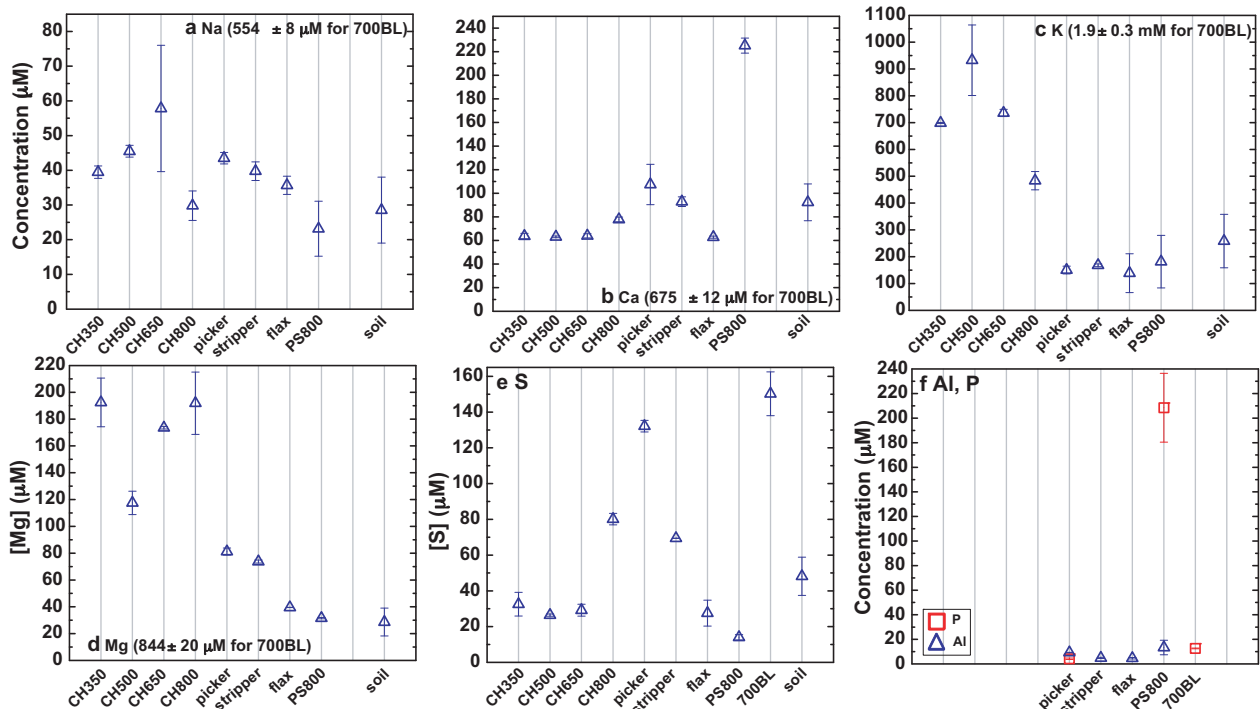 a Na (554 ± 8 µM for 700BL)
Concentration (µM)
80
70
60
50
40
30
20
10
0
CH350
CH500
CH650
CH800
picker
stripper
flax
PS800
soil
240
220
200
180
160
140
120
100
80
60
40
20
0
b Ca (675 ± 12 µM for 700BL)
CH350
CH500
CH650
CH800
picker
stripper
flax
PS800
soil
c K (1.9± 0.3 mM for 700BL)
1100
1000
900
800
700
600
500
400
300
200
100
0
CH350
CH500
CH650
CH800
picker
stripper
flax
PS800
soil
[Mg] (µM)
220
200
180
160
140
120
100
80
60
40
20
0
d Mg (844± 20 µM for 700BL)
CH350
CH500
CH650
CH800
picker
stripper
flax
PS800
soil
e S
[S] (µM)
160
140
120
100
80
60
40
20
0
CH350
CH500
CH650
CH800
picker
stripper
flax
PS800
700BL
soil
f Al, P
Concentration (µM)
240
220
200
180
160
140
120
100
80
60
40
20
0
P
Al
picker
stripper
flax
PS800
700BL